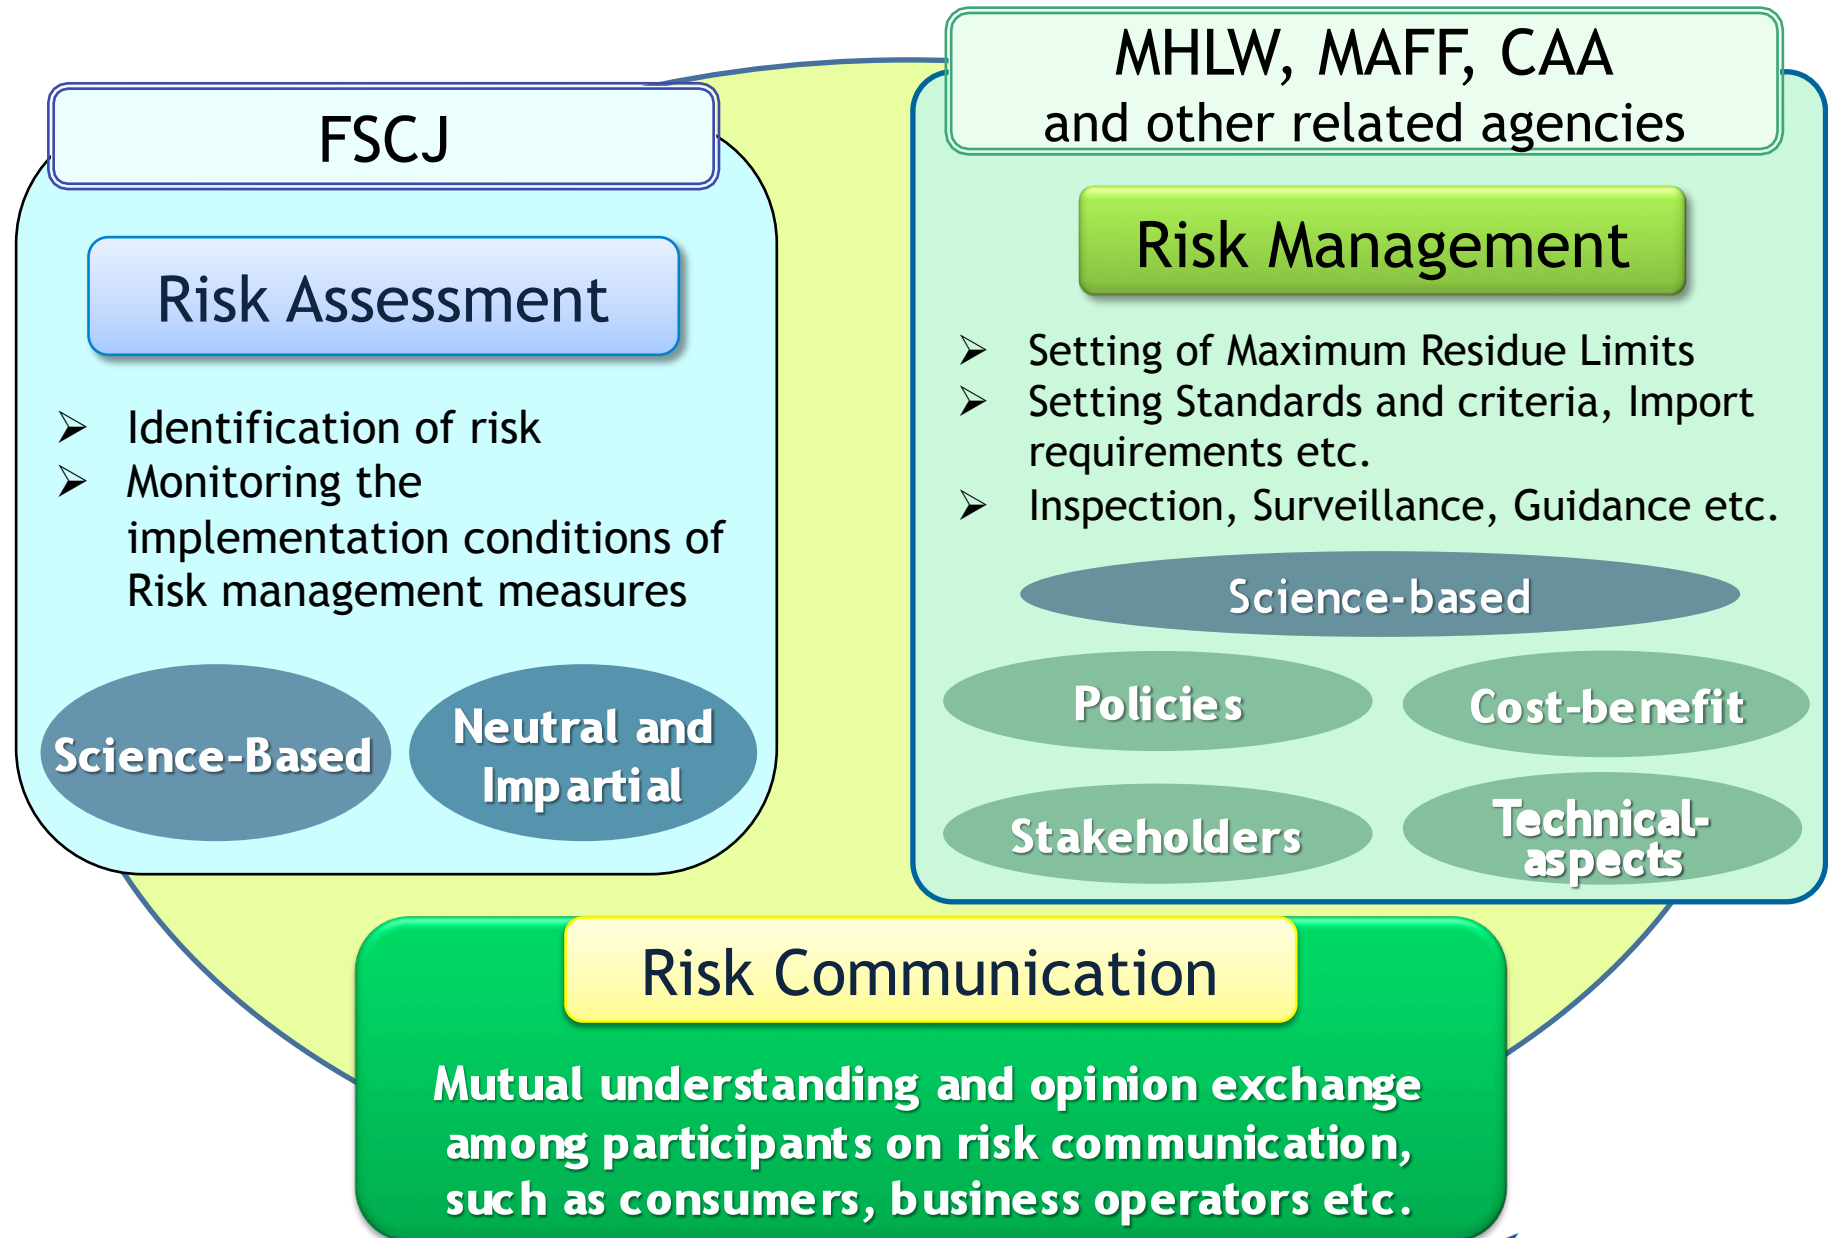 FSCJ
Risk Assessment
➢ Identification of risk
➢ Monitoring the
implementation conditions of
Risk management measures
Science-Based
Neutral and
Impartial
MHLW, MAFF, CAA
and other related agencies
Risk Management
➢ Setting of Maximum Residue Limits
➢ Setting Standards and criteria, Import
requirements etc.
➢ Inspection, Surveillance, Guidance etc.
Science-based
Policies
Cost-benefit
Stakeholders
Technical-
aspects
Risk Communication
Mutual understanding and opinion exchange
among participants on risk communication,
such as consumers, business operators etc.